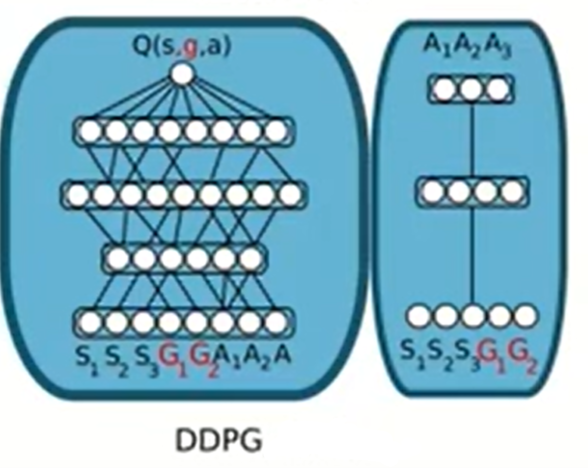 Q(s,g,a)
A₁A₂A₃
S₁S₂S₃G₁G₂A₁A₂A
S₁S₂S₃G₁G₂
DDPG